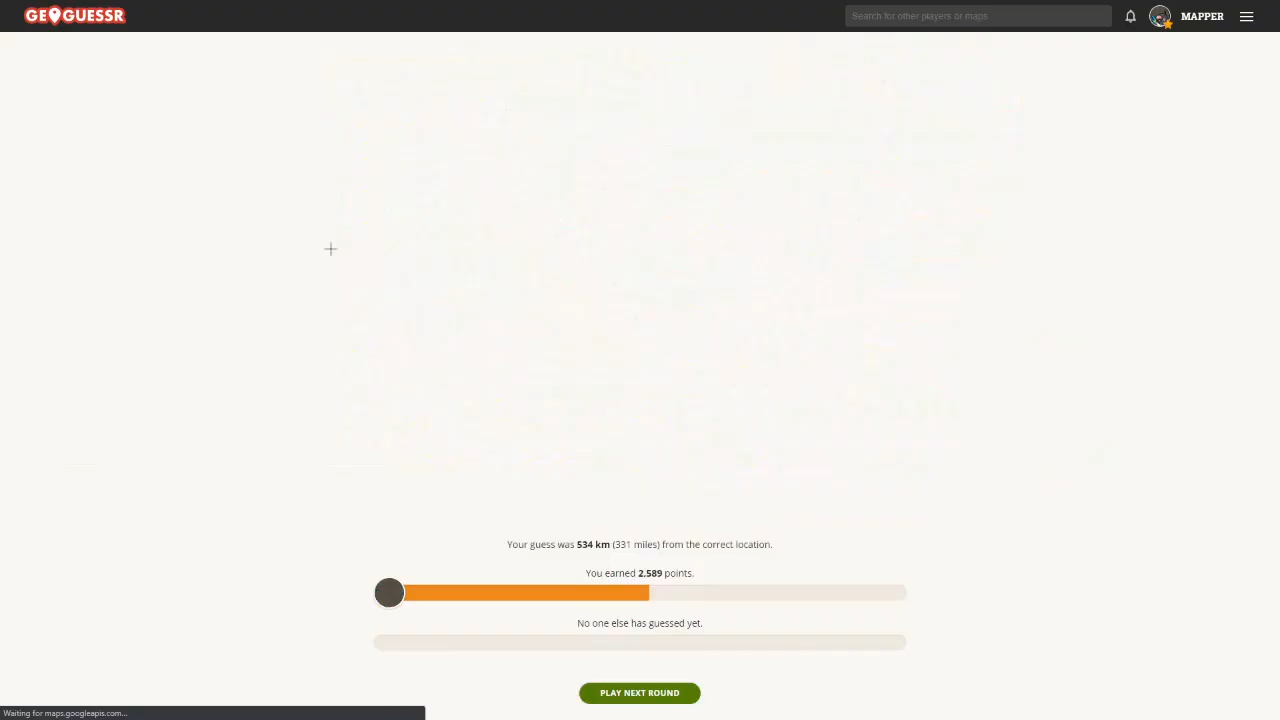 GEOGUESSR
Search for other players or maps
MAPPER
Your guess was 534 km (331 miles) from the correct location.
You earned 2,589 points.
No one else has guessed yet.
PLAY NEXT ROUND
Waiting for maps.googleapis.com...